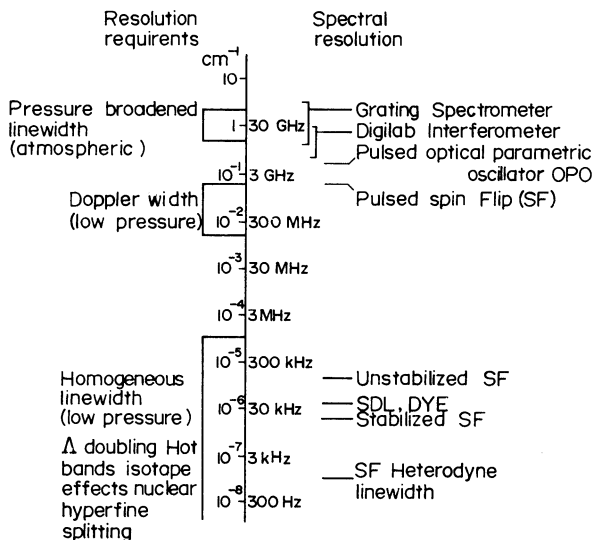 Resolution
requirents
Spectral
resolution
cm⁻¹
10
Pressure broadened
linewidth
(atmospheric)
1 30 GHz
Grating Spectrometer
Digilab Interferometer
Pulsed optical parametric
oscillator OPO
10⁻¹ 3 GHz
Doppler width
(low pressure)
Pulsed spin Flip (SF)
10⁻² 300 MHz
10⁻³ 30 MHz
10⁻⁴ 3 MHz
10⁻⁵ 300 kHz
Homogeneous
linewidth
(low pressure)
Unstabilized SF
10⁻⁶ 30 kHz
SDL, DYE
Stabilized SF
Λ doubling Hot
bands isotape
effects nuclear
hyperfine
splitting
10⁻⁷ 3 kHz
SF Heterodyne
linewidth
10⁻⁸ 300 Hz